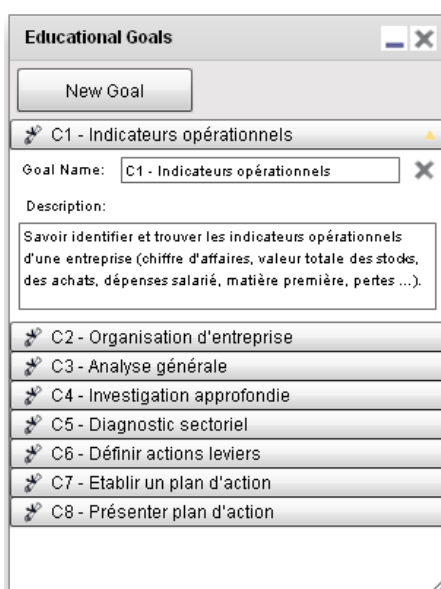 Educational Goals
New Goal
C1 - Indicateurs opérationnels
Goal Name: C1 - Indicateurs opérationnels
Description:
Savoir identifier et trouver les indicateurs opérationnels
d'une entreprise (chiffre d'affaires, valeur totale des stocks,
des achats, dépenses salarié, matière première, pertes ...).
C2 - Organisation d'entreprise
C3 - Analyse générale
C4 - Investigation approfondie
C5 - Diagnostic sectoriel
C6 - Définir actions leviers
C7 - Etablir un plan d'action
C8 - Présenter plan d'action